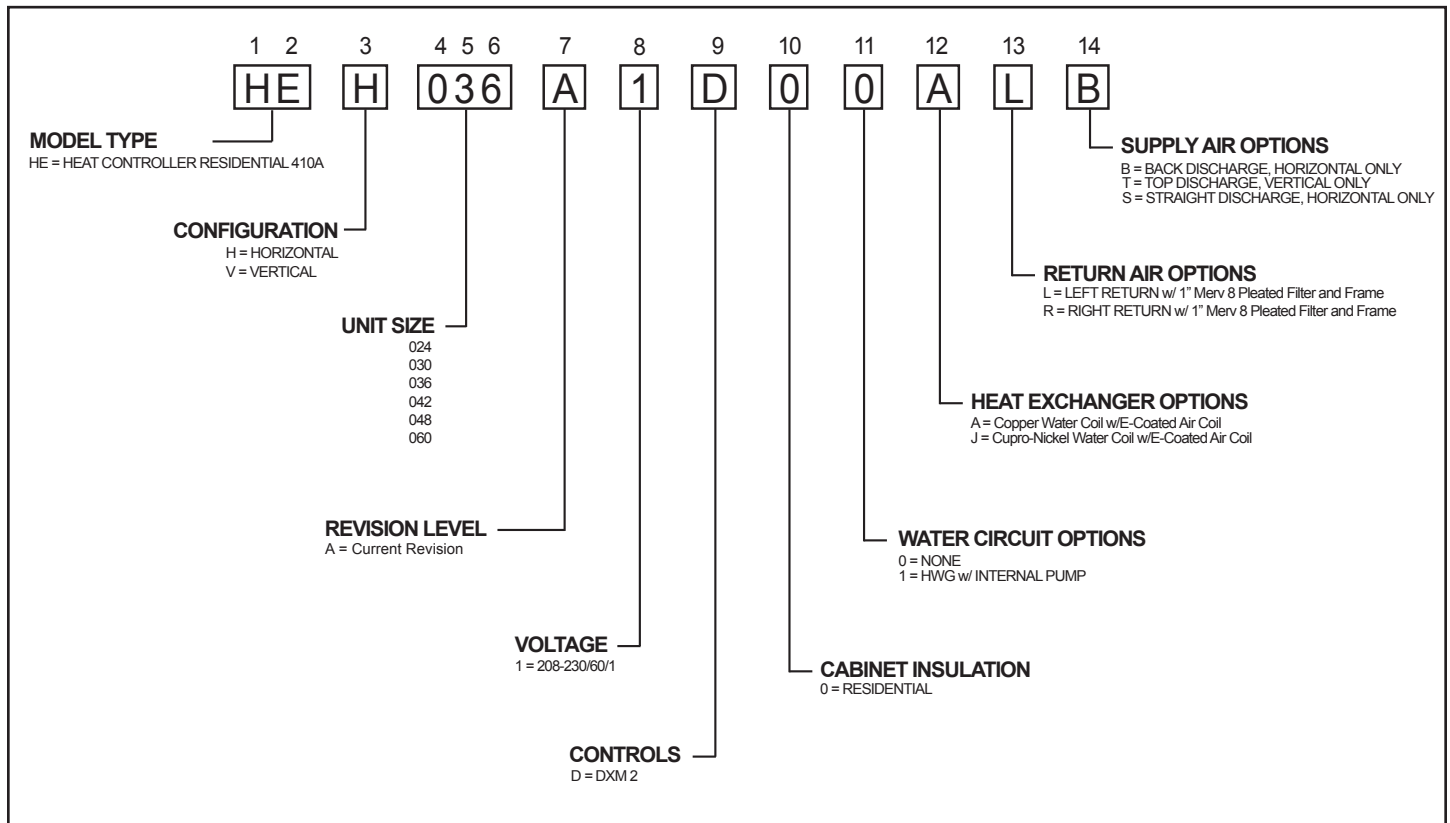 1 2 3 4 5 6 7 8 9 10 11 12 13 14
HE H 036 A 1 D 0 0 A L B
MODEL TYPE
HE = HEAT CONTROLLER RESIDENTIAL 410A
CONFIGURATION
H = HORIZONTAL
V = VERTICAL
UNIT SIZE
024
030
036
042
048
060
REVISION LEVEL
A = Current Revision
VOLTAGE
1 = 208-230/60/1
CONTROLS
D = DXM 2
SUPPLY AIR OPTIONS
B = BACK DISCHARGE, HORIZONTAL ONLY
T = TOP DISCHARGE, VERTICAL ONLY
S = STRAIGHT DISCHARGE, HORIZONTAL ONLY
RETURN AIR OPTIONS
L = LEFT RETURN w/ 1” Merv 8 Pleated Filter and Frame
R = RIGHT RETURN w/ 1” Merv 8 Pleated Filter and Frame
HEAT EXCHANGER OPTIONS
A = Copper Water Coil w/E-Coated Air Coil
J = Cupro-Nickel Water Coil w/E-Coated Air Coil
WATER CIRCUIT OPTIONS
0 = NONE
1 = HWG w/ INTERNAL PUMP
CABINET INSULATION
0 = RESIDENTIAL